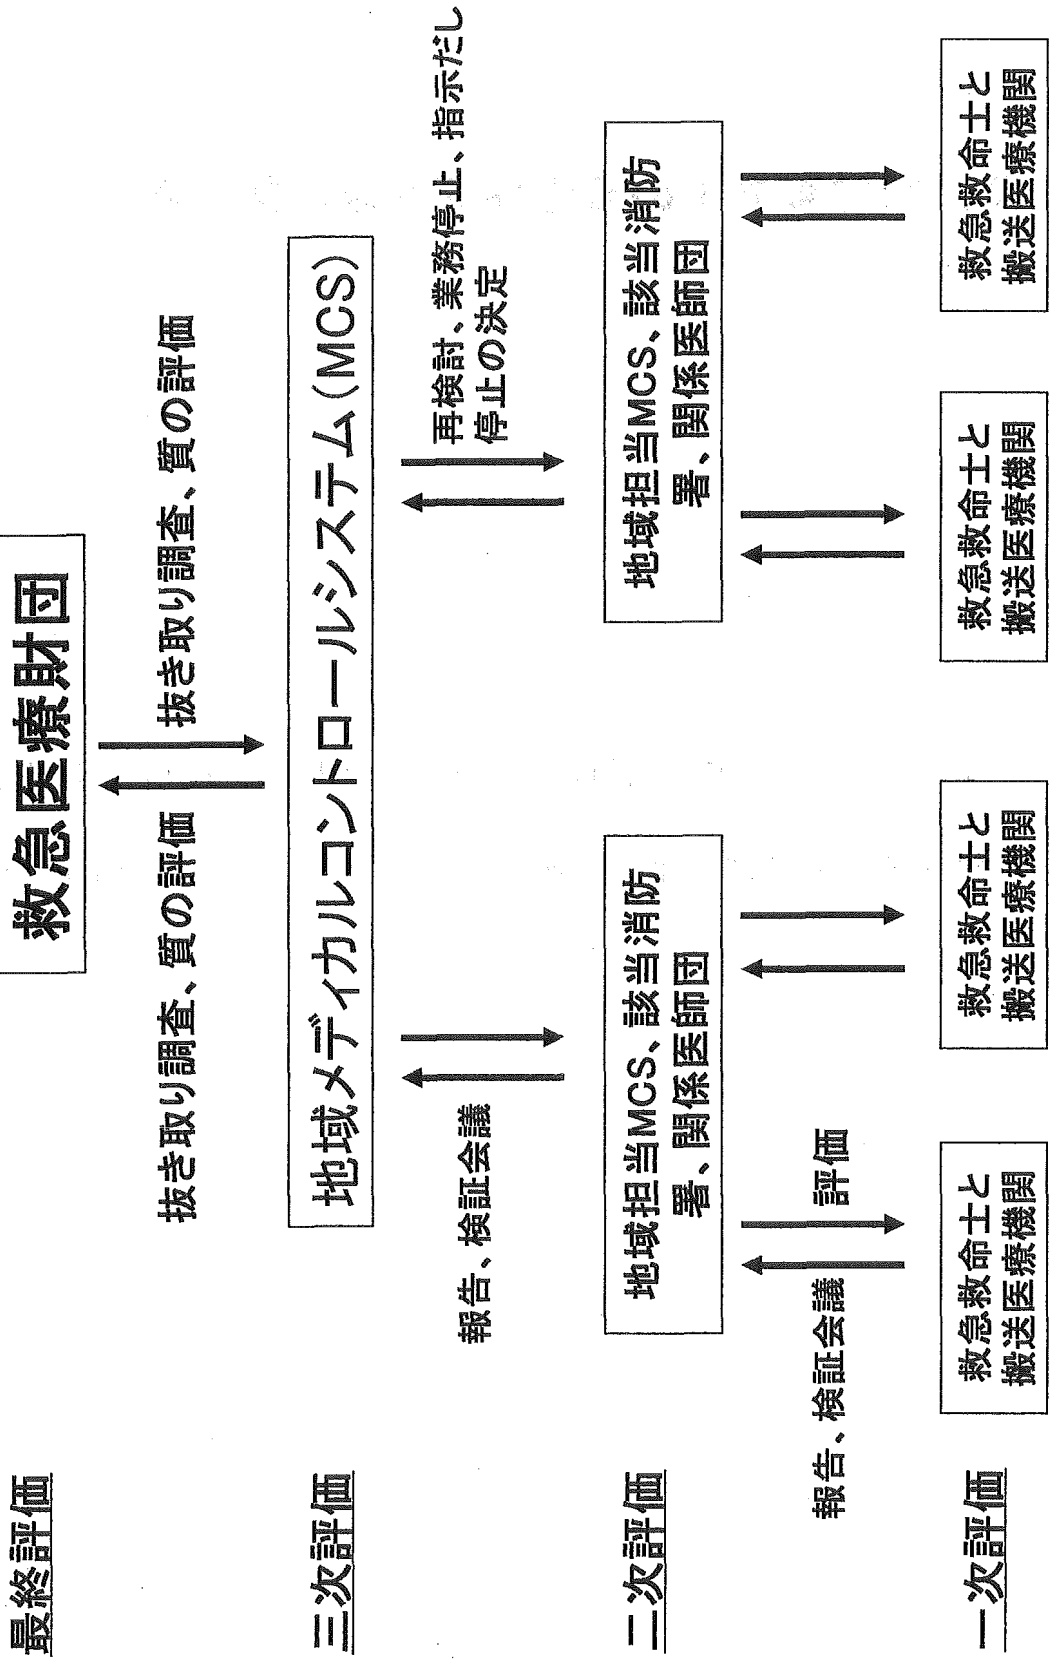 最終評価
救急医療財団
抜き取り調査、質の評価
抜き取り調査、質の評価
三次評価
地域メディカルコントロールシステム(MCS)
報告、検証会議
再検討、業務停止、指示だし
停止の決定
二次評価
地域担当MCS、該当消防
署、関係医師団
地域担当MCS、該当消防
署、関係医師団
報告、検証会議
評価
一次評価
救急救命士と
搬送医療機関
救急救命士と
搬送医療機関
救急救命士と
搬送医療機関
救急救命士と
搬送医療機関